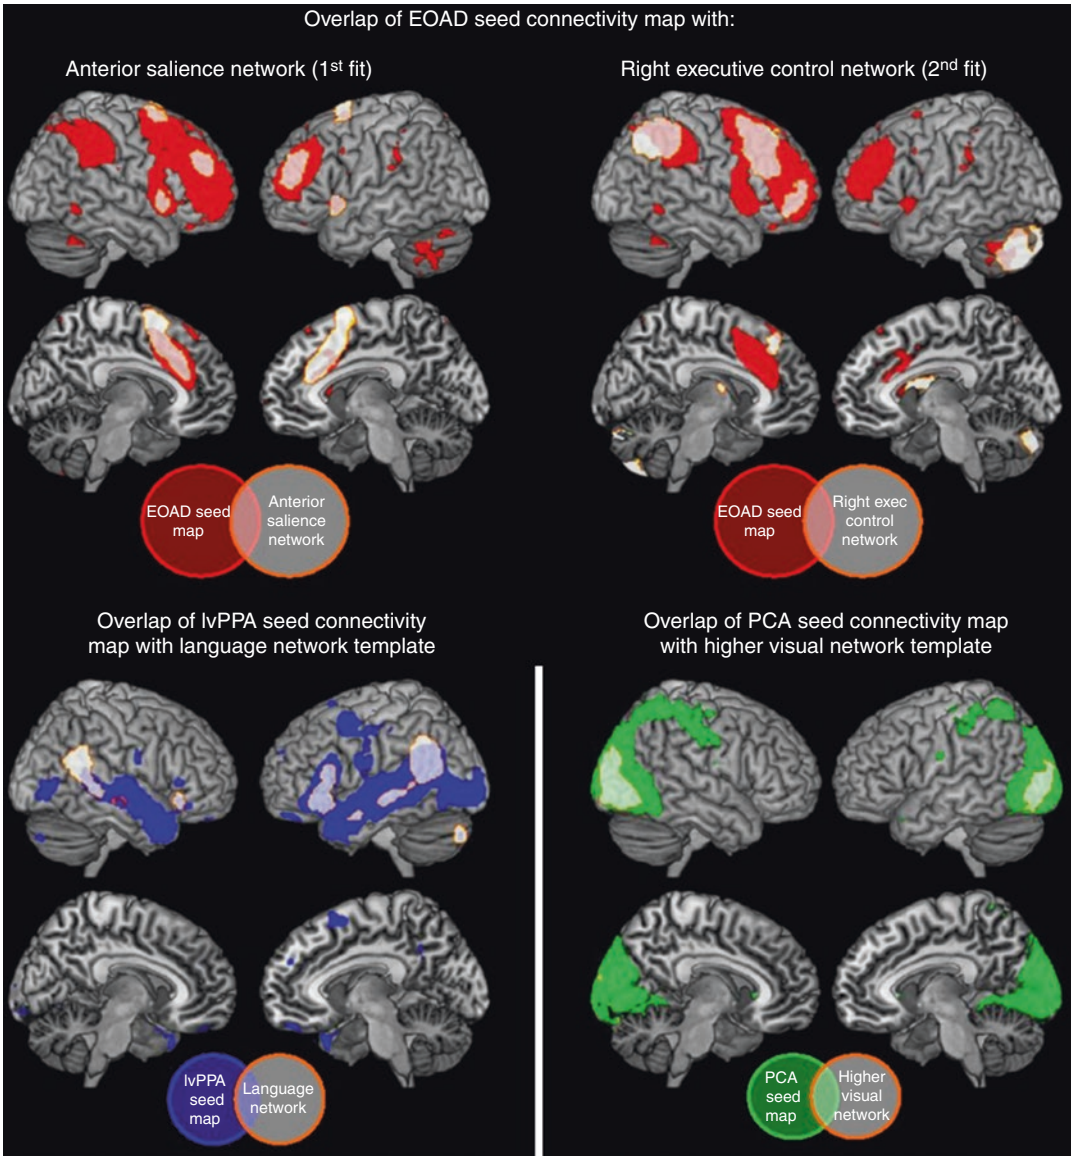 Overlap of EOAD seed connectivity map with:
Anterior salience network (1st fit)
Right executive control network (2nd fit)
EOAD seed
map
Anterior
salience
network
EOAD seed
map
Right exec
control
network
Overlap of lvPPA seed connectivity
map with language network template
Overlap of PCA seed connectivity map
with higher visual network template
lvPPA
seed
map
Language
network
PCA
seed
map
Higher
visual
network